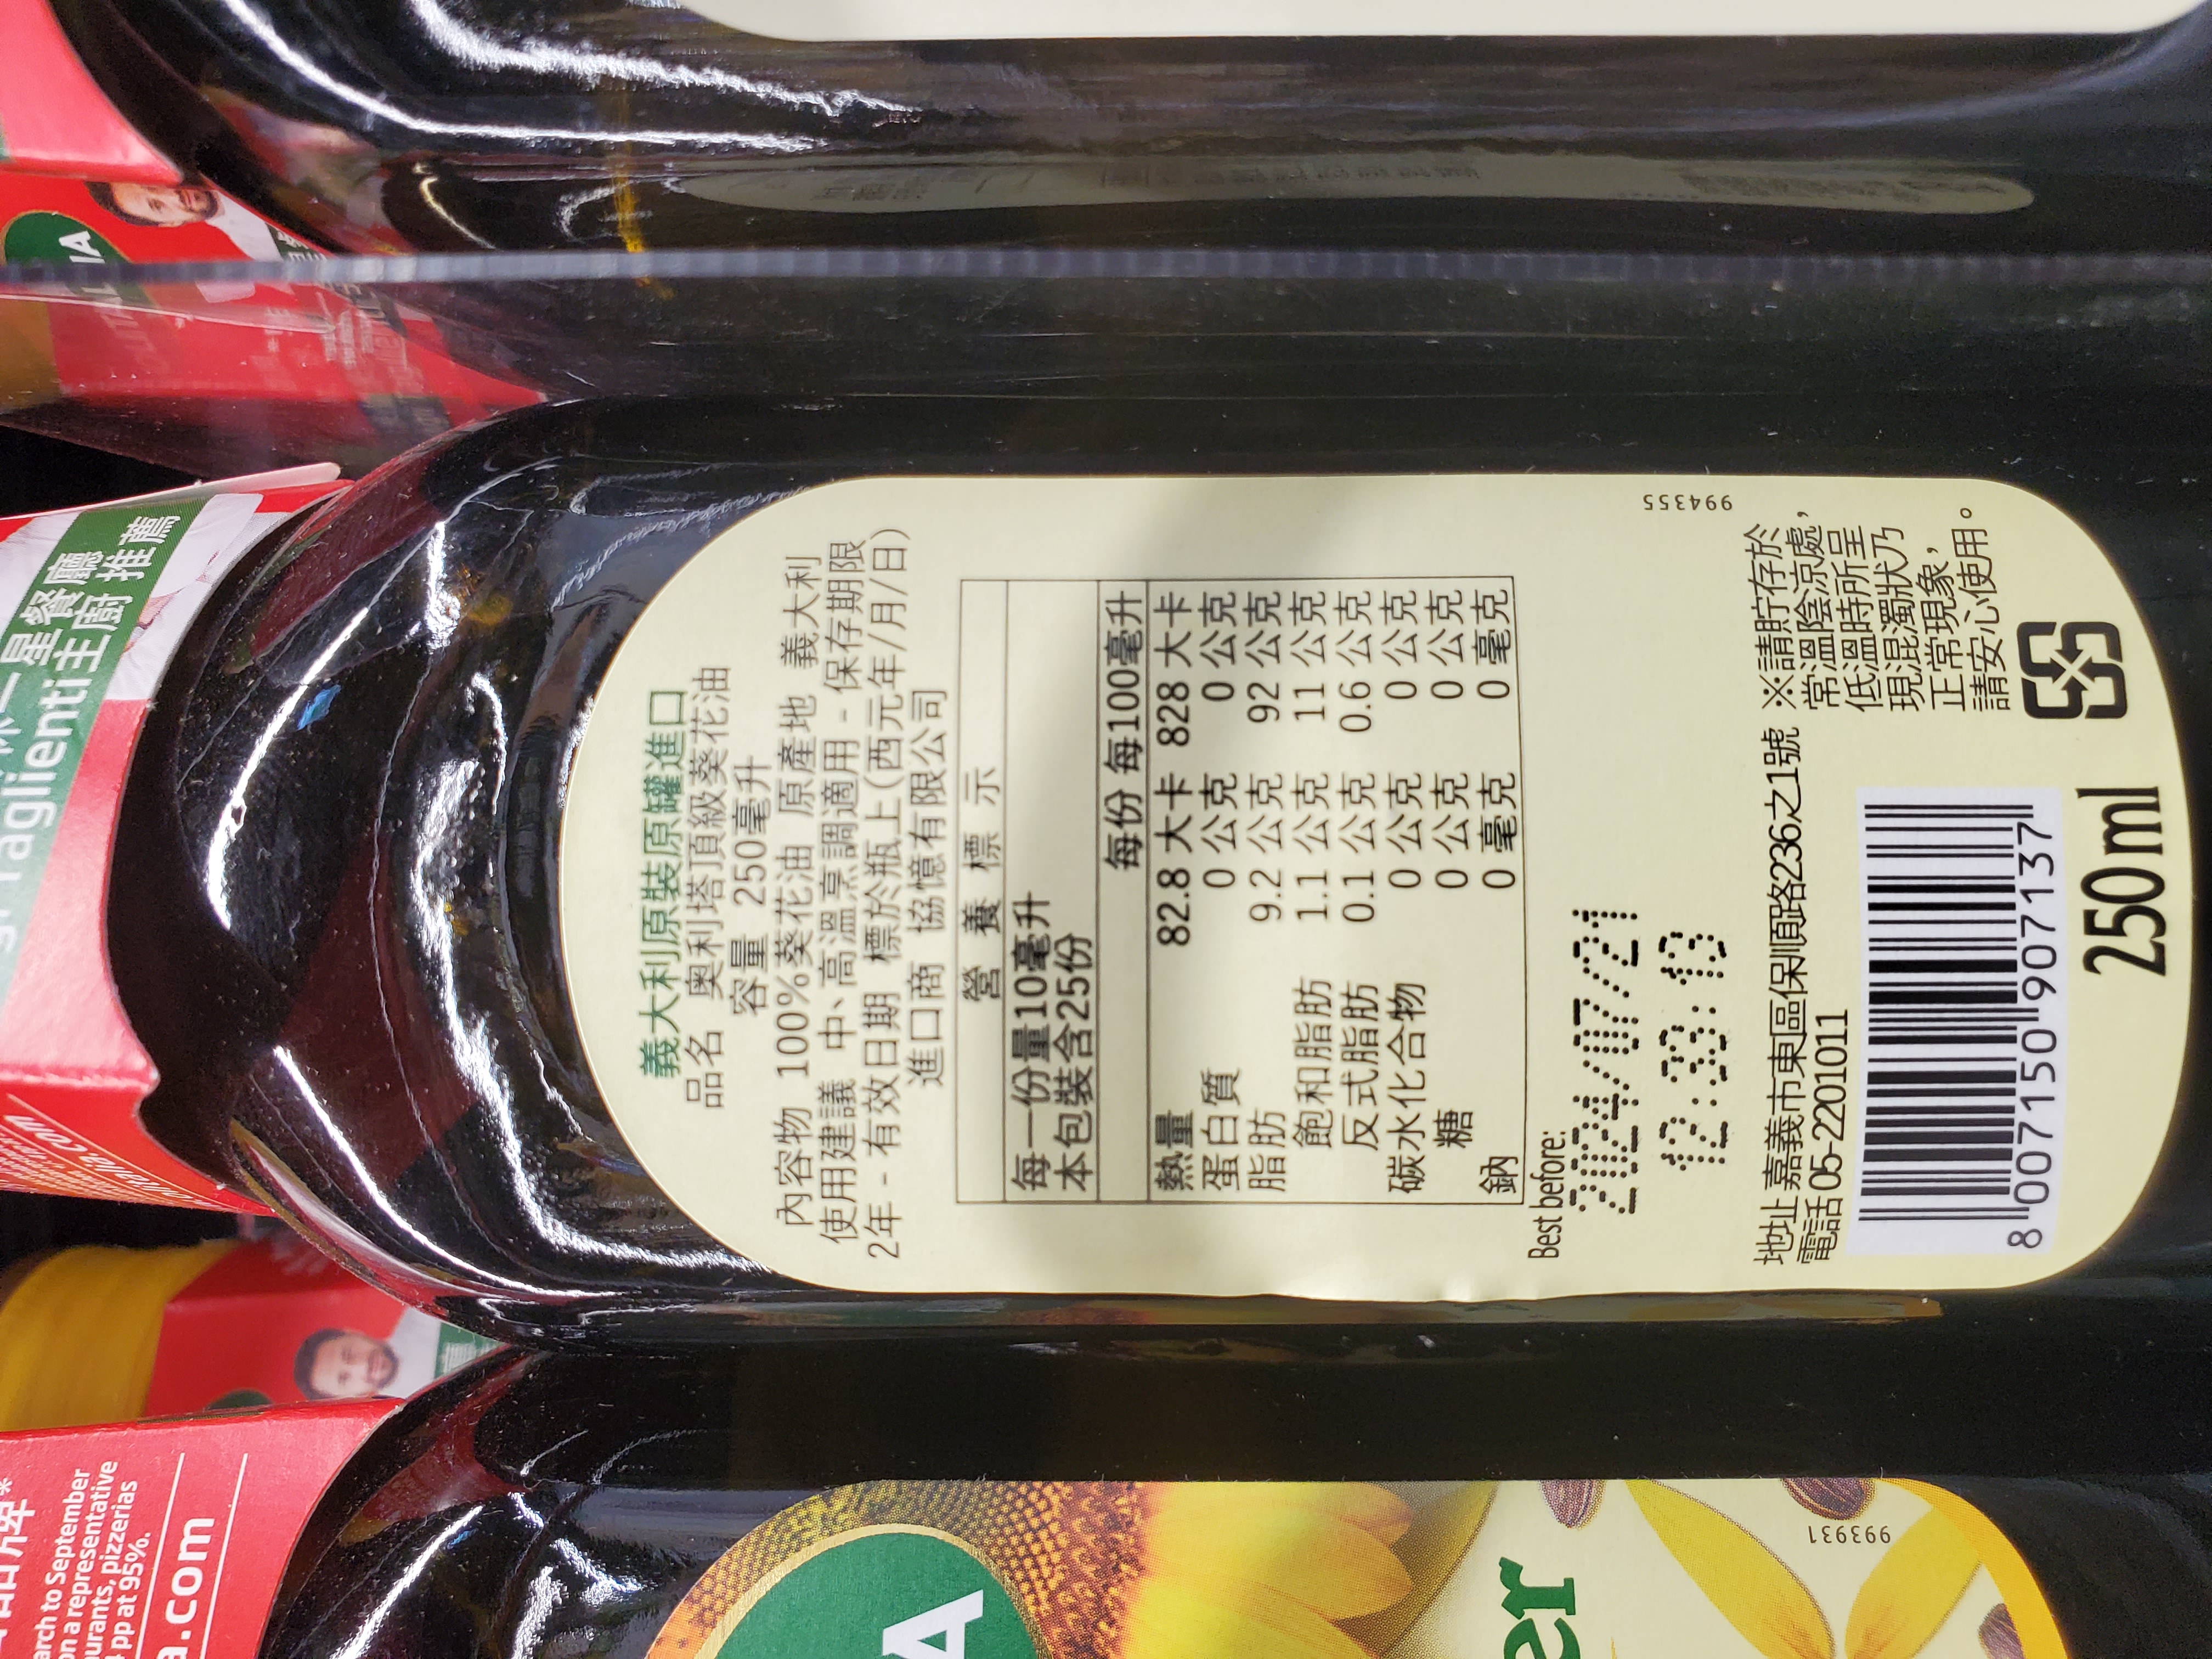 品牌*
arch to September
on a representative
aurants, pizzerias
pp at 95%.
a.com
olitalia.com
一星餐廳
Taglienti主廚 推薦
IA
A
er
993931
義大利原裝原罐進口
品名 奧利塔頂級葵花油
容量 250毫升
內容物 100%葵花油 原產地 義大利
使用建議 中、高溫烹調適用 - 保存期限
2年 - 有效日期 標於瓶上(西元年/月/日)
進口商 協憶有限公司
營養標示
每一份量10毫升
本包裝含25份
每份 每100毫升
熱量 82.8 大卡 828 大卡
蛋白質 0 公克 0 公克
脂肪 9.2 公克 92 公克
飽和脂肪 1.1 公克 11 公克
反式脂肪 0.1 公克 0.6 公克
碳水化合物 0 公克 0 公克
糖 0 公克 0 公克
鈉 0 毫克 0 毫克
Best before:
2024/07/21
12:33:13
994355
地址 嘉義市東區保順路236之1號
電話 05-2201011
※請貯存於
常溫陰涼處，
低溫時所呈
現混濁狀乃
正常現象，
請安心使用。
8 007150 907137
250 ml